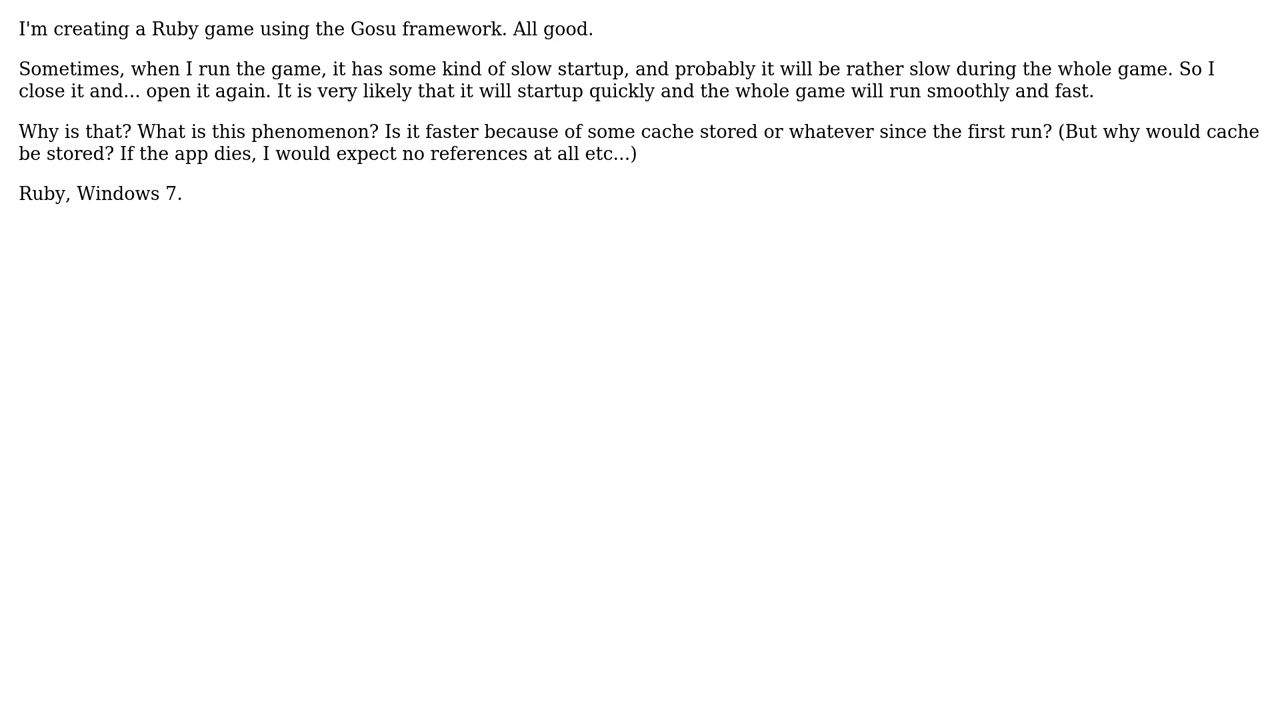 I'm creating a Ruby game using the Gosu framework. All good.
Sometimes, when I run the game, it has some kind of slow startup, and probably it will be rather slow during the whole game. So I
close it and... open it again. It is very likely that it will startup quickly and the whole game will run smoothly and fast.
Why is that? What is this phenomenon? Is it faster because of some cache stored or whatever since the first run? (But why would cache
be stored? If the app dies, I would expect no references at all etc...)
Ruby, Windows 7.